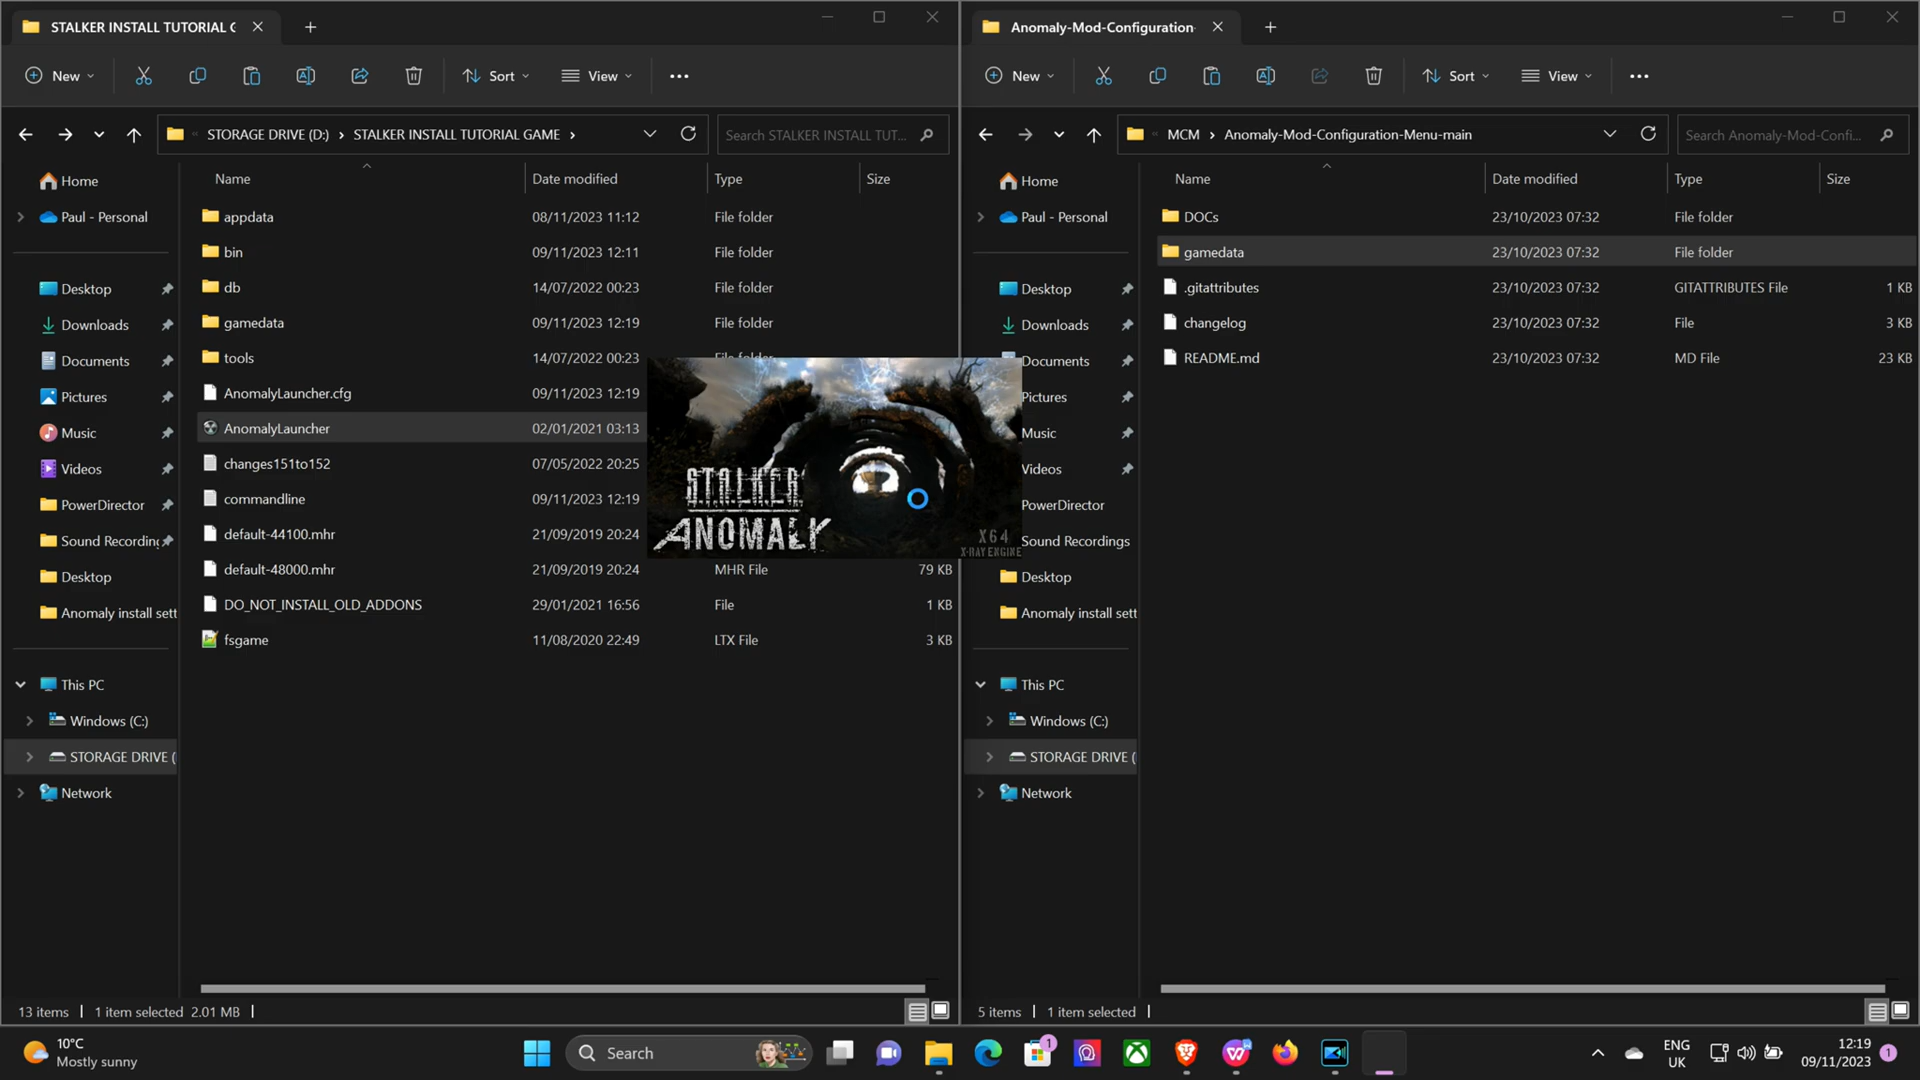 STALKER INSTALL TUTORIAL G
New
Sort
View
STORAGE DRIVE (D:) › STALKER INSTALL TUTORIAL GAME ›
Search STALKER INSTALL TUT...
Home
Paul - Personal
Desktop
Downloads
Documents
Pictures
Music
Videos
PowerDirector
Sound Recording
Desktop
Anomaly install sett
This PC
Windows (C:)
STORAGE DRIVE (
Network
Name Date modified Type Size
appdata 08/11/2023 11:12 File folder
bin 09/11/2023 12:11 File folder
db 14/07/2022 00:23 File folder
gamedata 09/11/2023 12:19 File folder
tools 14/07/2022 00:23 File folder
AnomalyLauncher.cfg 09/11/2023 12:19
AnomalyLauncher 02/01/2021 03:13
changes151to152 07/05/2022 20:25
commandline 09/11/2023 12:19
default-44100.mhr 21/09/2019 20:24
default-48000.mhr 21/09/2019 20:24 MHR File 79 KB
DO_NOT_INSTALL_OLD_ADDONS 29/01/2021 16:56 File 1 KB
fsgame 11/08/2020 22:49 LTX File 3 KB
S.T.A.L.K.E.R.
ANOMALY
X64
X-RAY ENGINE
13 items 1 item selected 2.01 MB
Anomaly-Mod-Configuration-
New
Sort
View
MCM › Anomaly-Mod-Configuration-Menu-main
Search Anomaly-Mod-Confi...
Home
Paul - Personal
Desktop
Downloads
Documents
Pictures
Music
Videos
PowerDirector
Sound Recordings
Desktop
Anomaly install sett
This PC
Windows (C:)
STORAGE DRIVE (
Network
Name Date modified Type Size
DOCs 23/10/2023 07:32 File folder
gamedata 23/10/2023 07:32 File folder
.gitattributes 23/10/2023 07:32 GITATTRIBUTES File 1 KB
changelog 23/10/2023 07:32 File 3 KB
README.md 23/10/2023 07:32 MD File 23 KB
5 items 1 item selected
10°C
Mostly sunny
Search
1
ENG
UK
12:19
09/11/2023
1